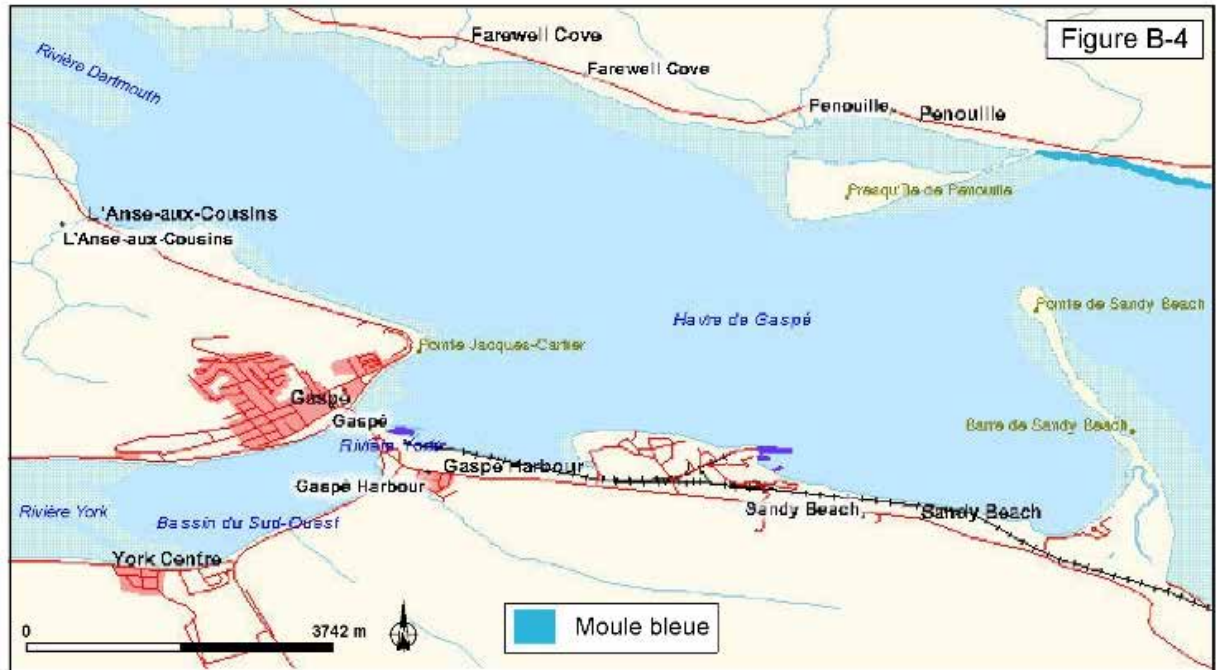 Figure B-4
Farewell Cove
Rivière Dartmouth
Farewell Cove
Penouille
Penouille
Presqu'île de Penouille
L'Anse-aux-Cousins
L'Anse-aux-Cousins
Pointe de Sandy Beach
Havre de Gaspé
Pointe Jacques-Cartier
Gaspé
Gaspé
Barre de Sandy Beach
Rivière York
Gaspé Harbour
Gaspé Harbour
Rivière York
Bassin du Sud-Ouest
Sandy Beach
Sandy Beach
York Centre
0
3742 m
Moule bleue